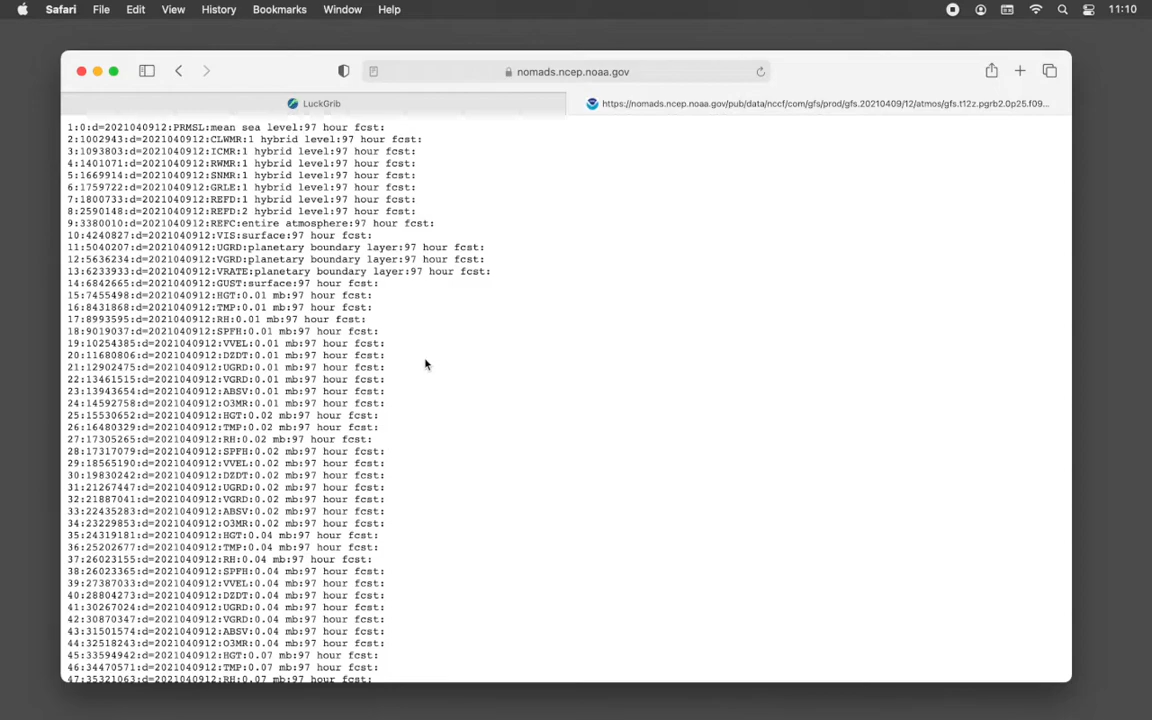 Safari File Edit View History Bookmarks Window Help 11:10
nomads.ncep.noaa.gov
LuckGrib
https://nomads.ncep.noaa.gov/pub/data/nccf/com/gfs/prod/gfs.20210409/12/atmos/gfs.t12z.pgrb2.0p25.f09...
1:0:d=2021040912:PRMSL:mean sea level:97 hour fcst:
2:1002943:d=2021040912:CLWMR:1 hybrid level:97 hour fcst:
3:1093803:d=2021040912:ICMR:1 hybrid level:97 hour fcst:
4:1401071:d=2021040912:RWMR:1 hybrid level:97 hour fcst:
5:1669914:d=2021040912:SNMR:1 hybrid level:97 hour fcst:
6:1759722:d=2021040912:GRLE:1 hybrid level:97 hour fcst:
7:1800733:d=2021040912:REFD:1 hybrid level:97 hour fcst:
8:2590148:d=2021040912:REFD:2 hybrid level:97 hour fcst:
9:3380010:d=2021040912:REFC:entire atmosphere:97 hour fcst:
10:4240827:d=2021040912:VIS:surface:97 hour fcst:
11:5040207:d=2021040912:UGRD:planetary boundary layer:97 hour fcst:
12:5636234:d=2021040912:VGRD:planetary boundary layer:97 hour fcst:
13:6233933:d=2021040912:VRATE:planetary boundary layer:97 hour fcst:
14:6842665:d=2021040912:GUST:surface:97 hour fcst:
15:7455498:d=2021040912:HGT:0.01 mb:97 hour fcst:
16:8431868:d=2021040912:TMP:0.01 mb:97 hour fcst:
17:8993595:d=2021040912:RH:0.01 mb:97 hour fcst:
18:9019037:d=2021040912:SPFH:0.01 mb:97 hour fcst:
19:10254385:d=2021040912:VVEL:0.01 mb:97 hour fcst:
20:11680806:d=2021040912:DZDT:0.01 mb:97 hour fcst:
21:12902475:d=2021040912:UGRD:0.01 mb:97 hour fcst:
22:13461515:d=2021040912:VGRD:0.01 mb:97 hour fcst:
23:13943654:d=2021040912:ABSV:0.01 mb:97 hour fcst:
24:14592758:d=2021040912:O3MR:0.01 mb:97 hour fcst:
25:15530652:d=2021040912:HGT:0.02 mb:97 hour fcst:
26:16480329:d=2021040912:TMP:0.02 mb:97 hour fcst:
27:17305265:d=2021040912:RH:0.02 mb:97 hour fcst:
28:17317079:d=2021040912:SPFH:0.02 mb:97 hour fcst:
29:18565190:d=2021040912:VVEL:0.02 mb:97 hour fcst:
30:19830242:d=2021040912:DZDT:0.02 mb:97 hour fcst:
31:21267447:d=2021040912:UGRD:0.02 mb:97 hour fcst:
32:21887041:d=2021040912:VGRD:0.02 mb:97 hour fcst:
33:22435283:d=2021040912:ABSV:0.02 mb:97 hour fcst:
34:23229853:d=2021040912:O3MR:0.02 mb:97 hour fcst:
35:24319181:d=2021040912:HGT:0.04 mb:97 hour fcst:
36:25202677:d=2021040912:TMP:0.04 mb:97 hour fcst:
37:26023155:d=2021040912:RH:0.04 mb:97 hour fcst:
38:26023365:d=2021040912:SPFH:0.04 mb:97 hour fcst:
39:27387033:d=2021040912:VVEL:0.04 mb:97 hour fcst:
40:28804273:d=2021040912:DZDT:0.04 mb:97 hour fcst:
41:30267024:d=2021040912:UGRD:0.04 mb:97 hour fcst:
42:30870347:d=2021040912:VGRD:0.04 mb:97 hour fcst:
43:31501574:d=2021040912:ABSV:0.04 mb:97 hour fcst:
44:32518243:d=2021040912:O3MR:0.04 mb:97 hour fcst:
45:33594942:d=2021040912:HGT:0.07 mb:97 hour fcst:
46:34470571:d=2021040912:TMP:0.07 mb:97 hour fcst:
47:35321063:d=2021040912:RH:0.07 mb:97 hour fcst: